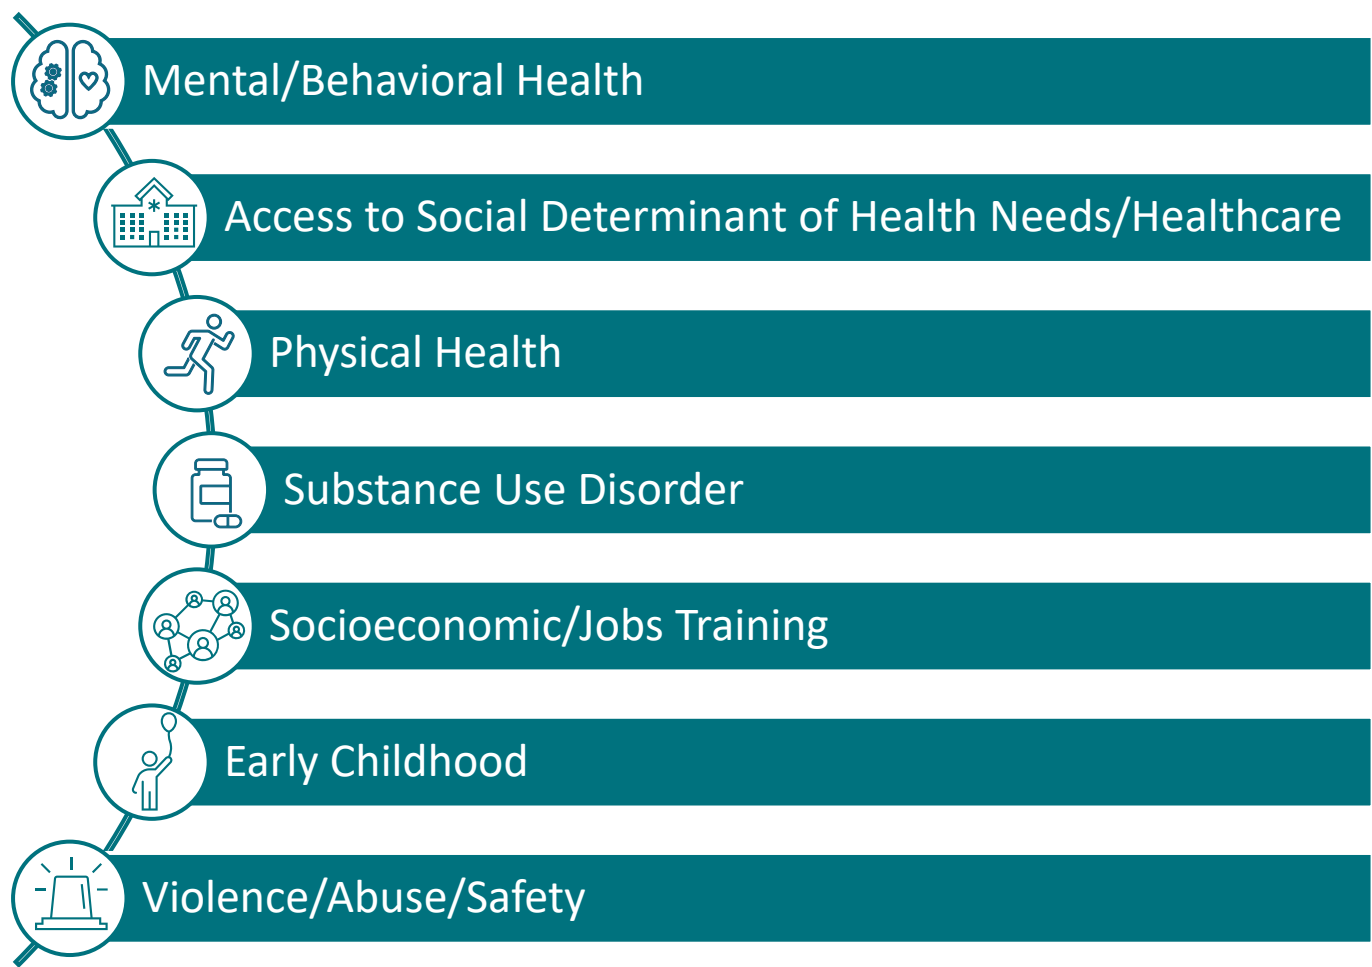 Mental/Behavioral Health
Access to Social Determinant of Health Needs/Healthcare
Physical Health
Substance Use Disorder
Socioeconomic/Jobs Training
Early Childhood
Violence/Abuse/Safety